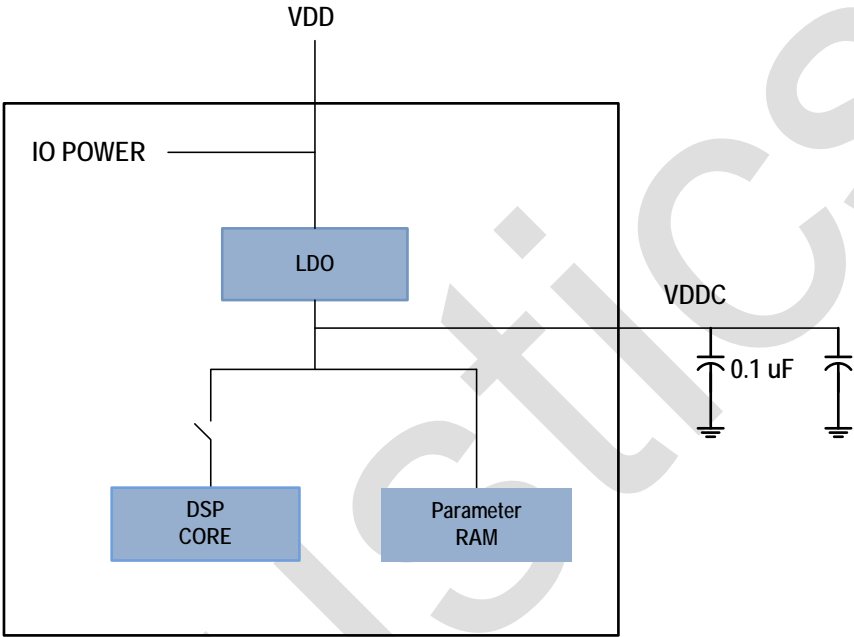 VDD
IO POWER
LDO
VDDC
0.1 uF
DSP
CORE
Parameter
RAM